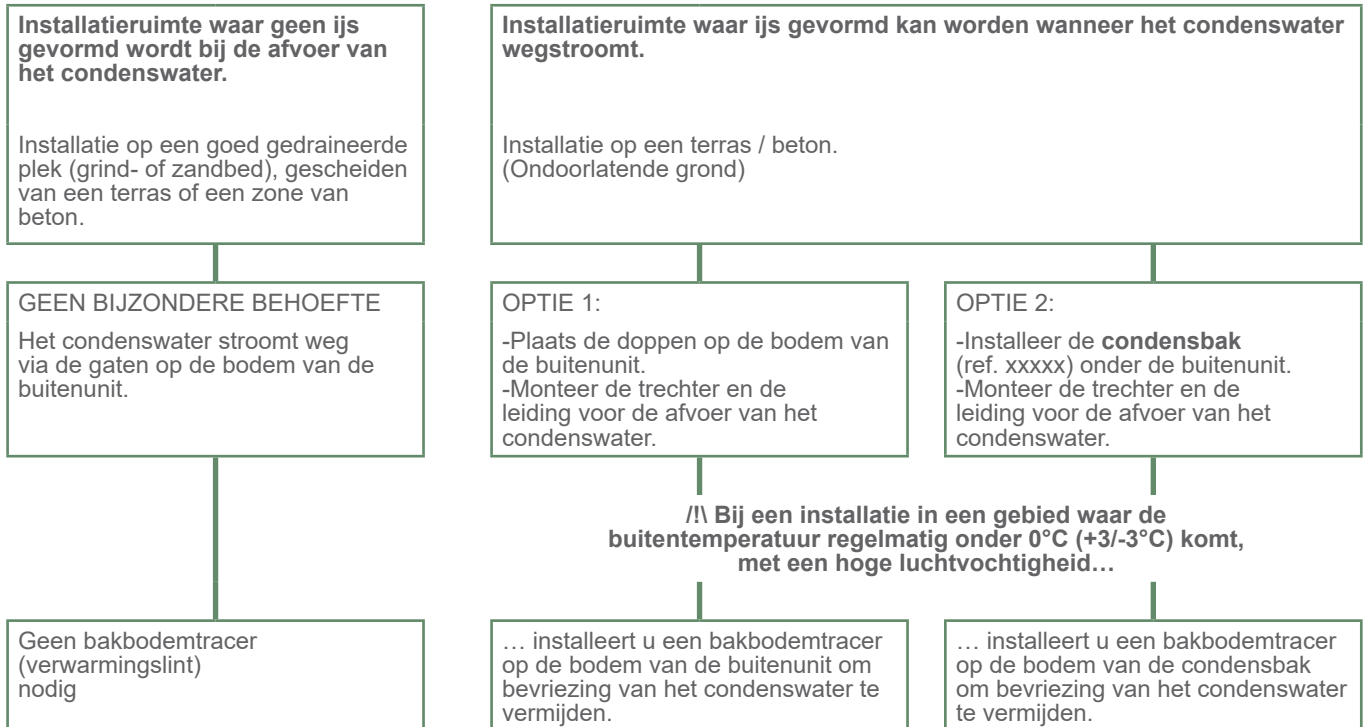 Installatieruimte waar geen ijs
gevormd wordt bij de afvoer van
het condenswater.
Installatie op een goed gedraineerde
plek (grind- of zandbed), gescheiden
van een terras of een zone van
beton.
Installatieruimte waar ijs gevormd kan worden wanneer het condenswater
wegstroomt.
Installatie op een terras / beton.
(Ondoorlatende grond)
GEEN BIJZONDERE BEHOEFTE
Het condenswater stroomt weg
via de gaten op de bodem van de
buitenunit.
OPTIE 1:
-Plaats de doppen op de bodem van
de buitenunit.
-Monteer de trechter en de
leiding voor de afvoer van het
condenswater.
OPTIE 2:
-Installeer de condensbak
(ref. xxxxx) onder de buitenunit.
-Monteer de trechter en de
leiding voor de afvoer van het
condenswater.
/!\ Bij een installatie in een gebied waar de
buitentemperatuur regelmatig onder 0°C (+3/-3°C) komt,
met een hoge luchtvochtigheid…
Geen bakbodemtracer
(verwarmingslint)
nodig
… installeert u een bakbodemtracer
op de bodem van de buitenunit om
bevriezing van het condenswater te
vermijden.
… installeert u een bakbodemtracer
op de bodem van de condensbak
om bevriezing van het condenswater
te vermijden.